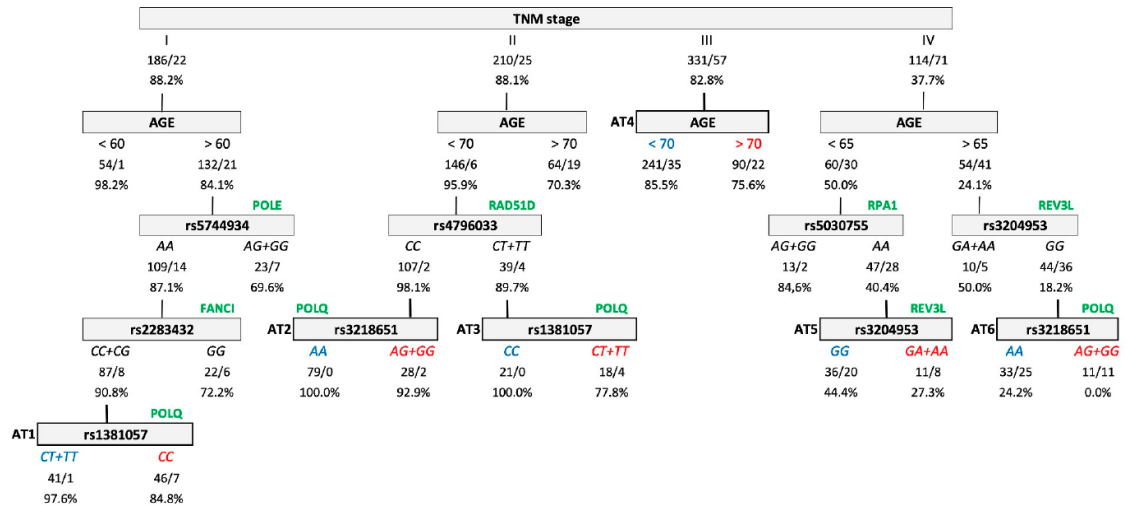 TNM stage
I II III IV
186/22 210/25 331/57 114/71
88.2% 88.1% 82.8% 37.7%
AGE AGE AT4 AGE AGE
< 60 > 60 < 70 > 70 < 70 > 70 < 65 > 65
54/1 132/21 146/6 64/19 241/35 90/22 60/30 54/41
98.2% 84.1% 95.9% 70.3% 85.5% 75.6% 50.0% 24.1%
POLE RAD51D RPA1 REV3L
rs5744934 rs4796033 rs5030755 rs3204953
AA AG+GG CC CT+TT AG+GG AA GA+AA GG
109/14 23/7 107/2 39/4 13/2 47/28 10/5 44/36
87.1% 69.6% 98.1% 89.7% 84,6% 40.4% 50.0% 18.2%
FANCI POLQ POLQ REV3L POLQ
rs2283432 AT2 rs3218651 AT3 rs1381057 AT5 rs3204953 AT6 rs3218651
CC+CG GG AA AG+GG CC CT+TT GG GA+AA AA AG+GG
87/8 22/6 79/0 28/2 21/0 18/4 36/20 11/8 33/25 11/11
90.8% 72.2% 100.0% 92.9% 100.0% 77.8% 44.4% 27.3% 24.2% 0.0%
POLQ
AT1 rs1381057
CT+TT CC
41/1 46/7
97.6% 84.8%